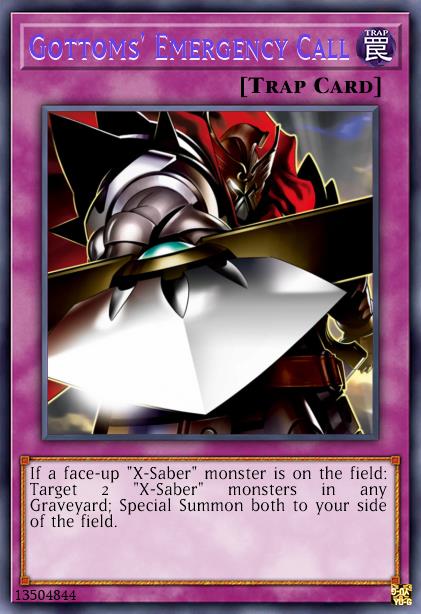 Gottoms' Emergency Call
TRAP
罠
[Trap Card]
If a face-up "X-Saber" monster is on the field:
Target 2 "X-Saber" monsters in any
Graveyard; Special Summon both to your side
of the field.
13504844